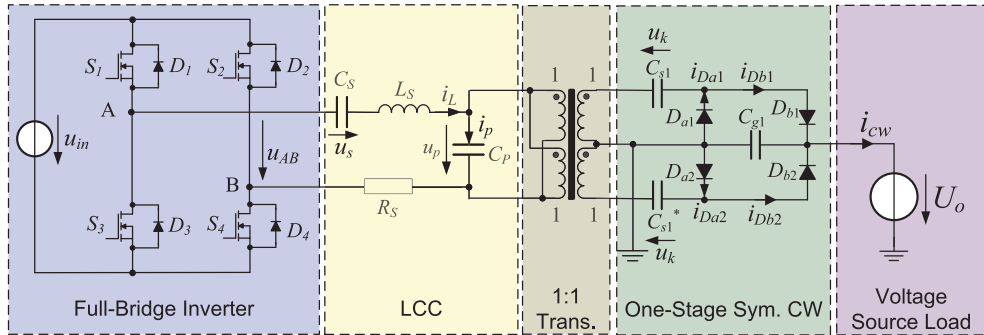 S1 D1 S2 D2
A
uin
uAB
B
S3 D3 S4 D4
Full-Bridge Inverter
CS LS iL
us
ip
up
CP
RS
LCC
1 1
1 1
1:1
Trans.
uk
Cs1 iDa1 iDb1
Da1 Cg1 Db1
Da2 Db2
Cs1* iDa2 iDb2
uk
One-Stage Sym. CW
icw
Uo
Voltage
Source Load